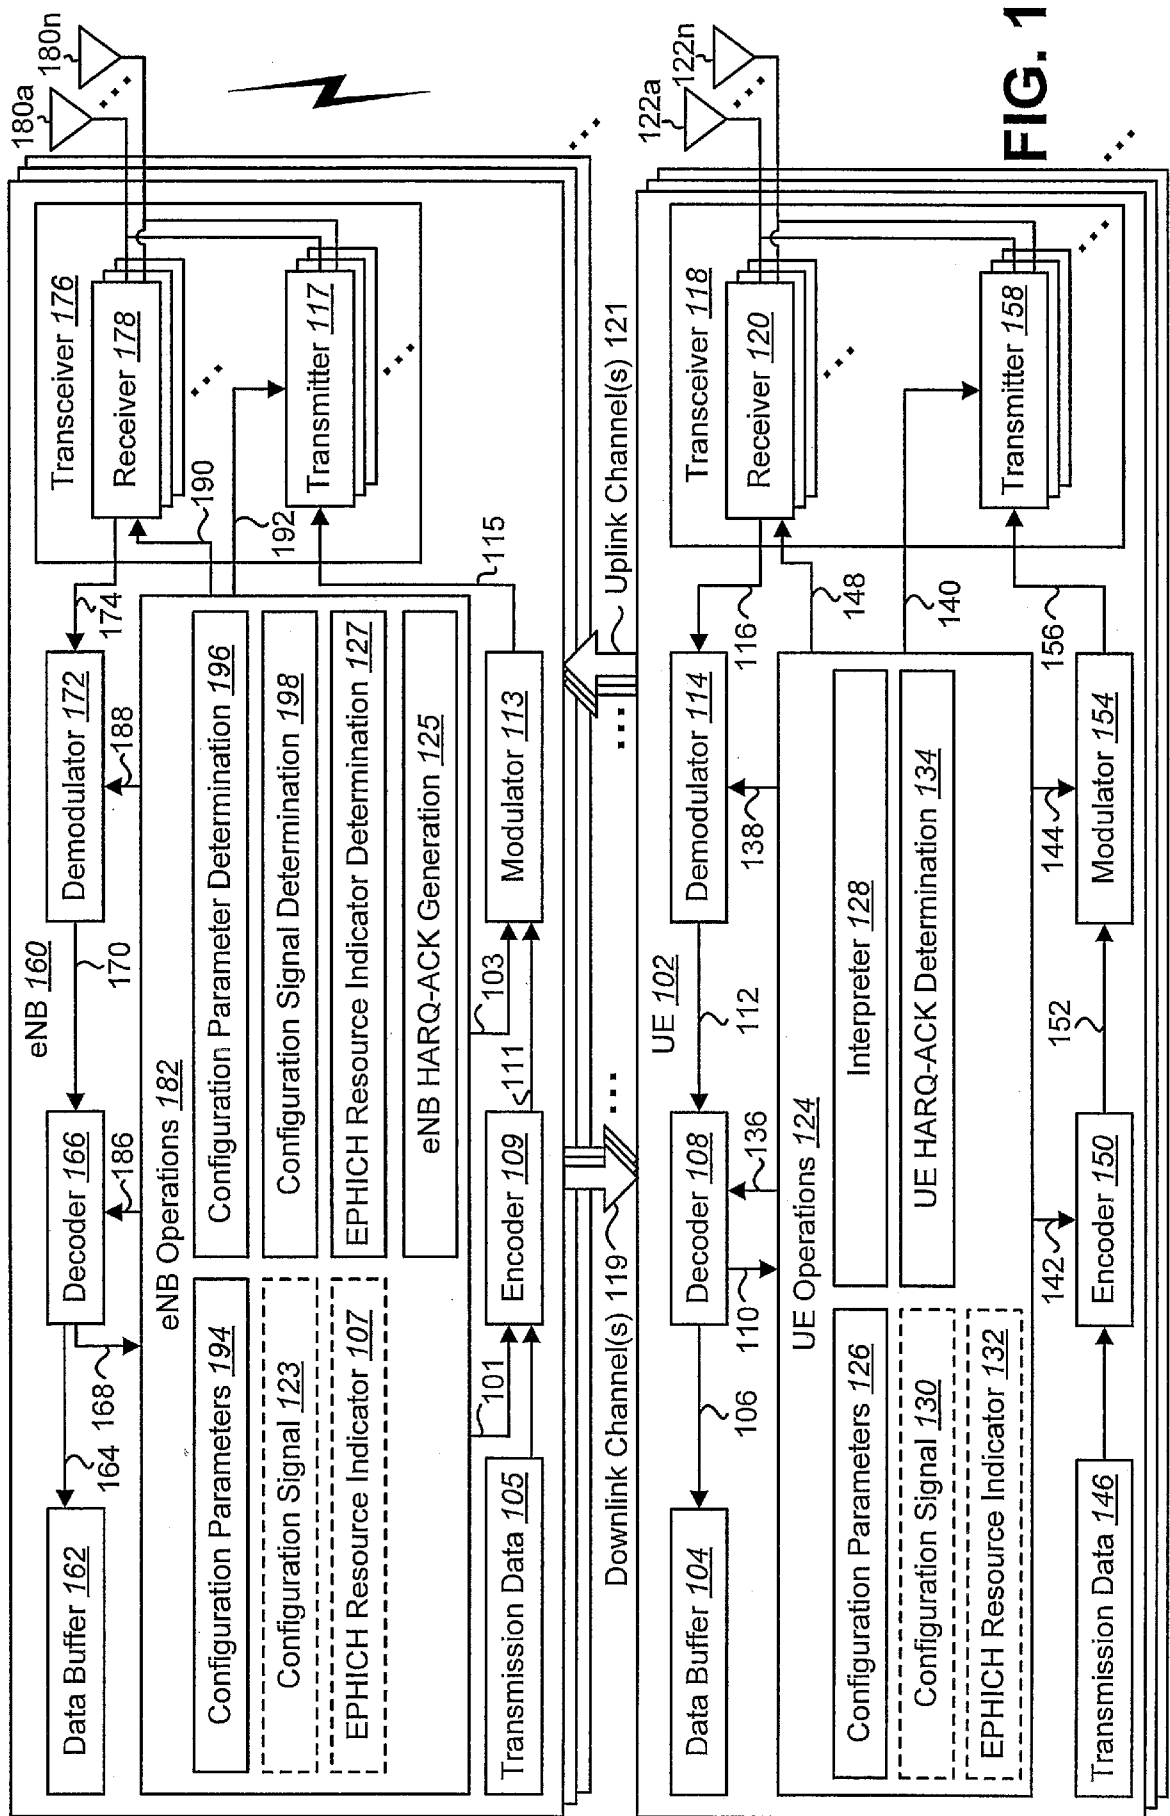 180a
180n
eNB 160
Transceiver 176
Data Buffer 162
164
Decoder 166
168
170
Demodulator 172
174
Receiver 178
190
186
188
eNB Operations 182
Configuration Parameters 194
Configuration Parameter Determination 196
Configuration Signal 123
Configuration Signal Determination 198
EPHICH Resource Indicator 107
EPHICH Resource Indicator Determination 127
eNB HARQ-ACK Generation 125
192
Transmitter 117
101
103
115
Transmission Data 105
Encoder 109
111
Modulator 113
Downlink Channel(s) 119
Uplink Channel(s) 121
122a
122n
UE 102
Transceiver 118
Data Buffer 104
106
Decoder 108
110
112
Demodulator 114
116
Receiver 120
136
138
148
UE Operations 124
Configuration Parameters 126
Interpreter 128
Configuration Signal 130
UE HARQ-ACK Determination 134
EPHICH Resource Indicator 132
140
Transmitter 158
142
144
156
Transmission Data 146
Encoder 150
152
Modulator 154
FIG. 1